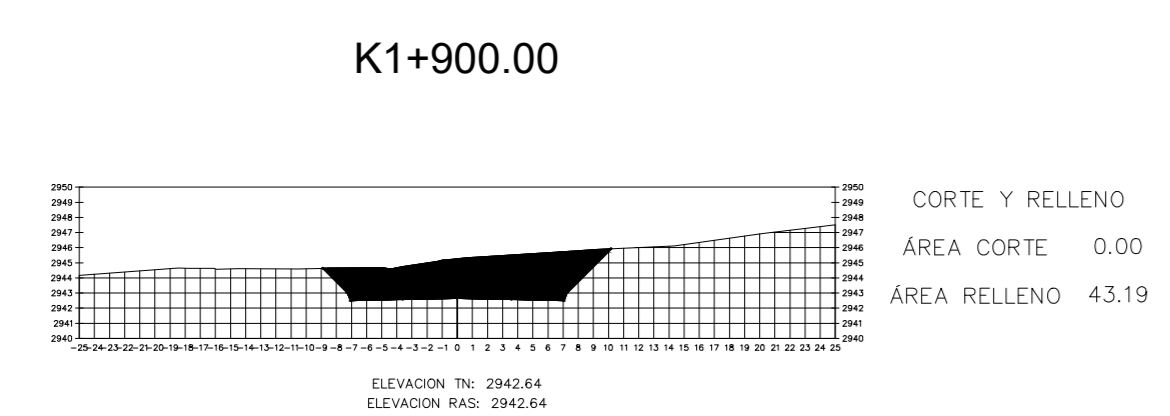 K1+900.00
2950 2950
2949 2949
2948 2948
2947 2947
2946 2946
2945 2945
2944 2944
2943 2943
2942 2942
2941 2941
2940 2940
-25 -24 -23 -22 -21 -20 -19 -18 -17 -16 -15 -14 -13 -12 -11 -10 -9 -8 -7 -6 -5 -4 -3 -2 -1 0 1 2 3 4 5 6 7 8 9 10 11 12 13 14 15 16 17 18 19 20 21 22 23 24 25
ELEVACION TN: 2942.64
ELEVACION RAS: 2942.64
CORTE Y RELLENO
ÁREA CORTE 0.00
ÁREA RELLENO 43.19